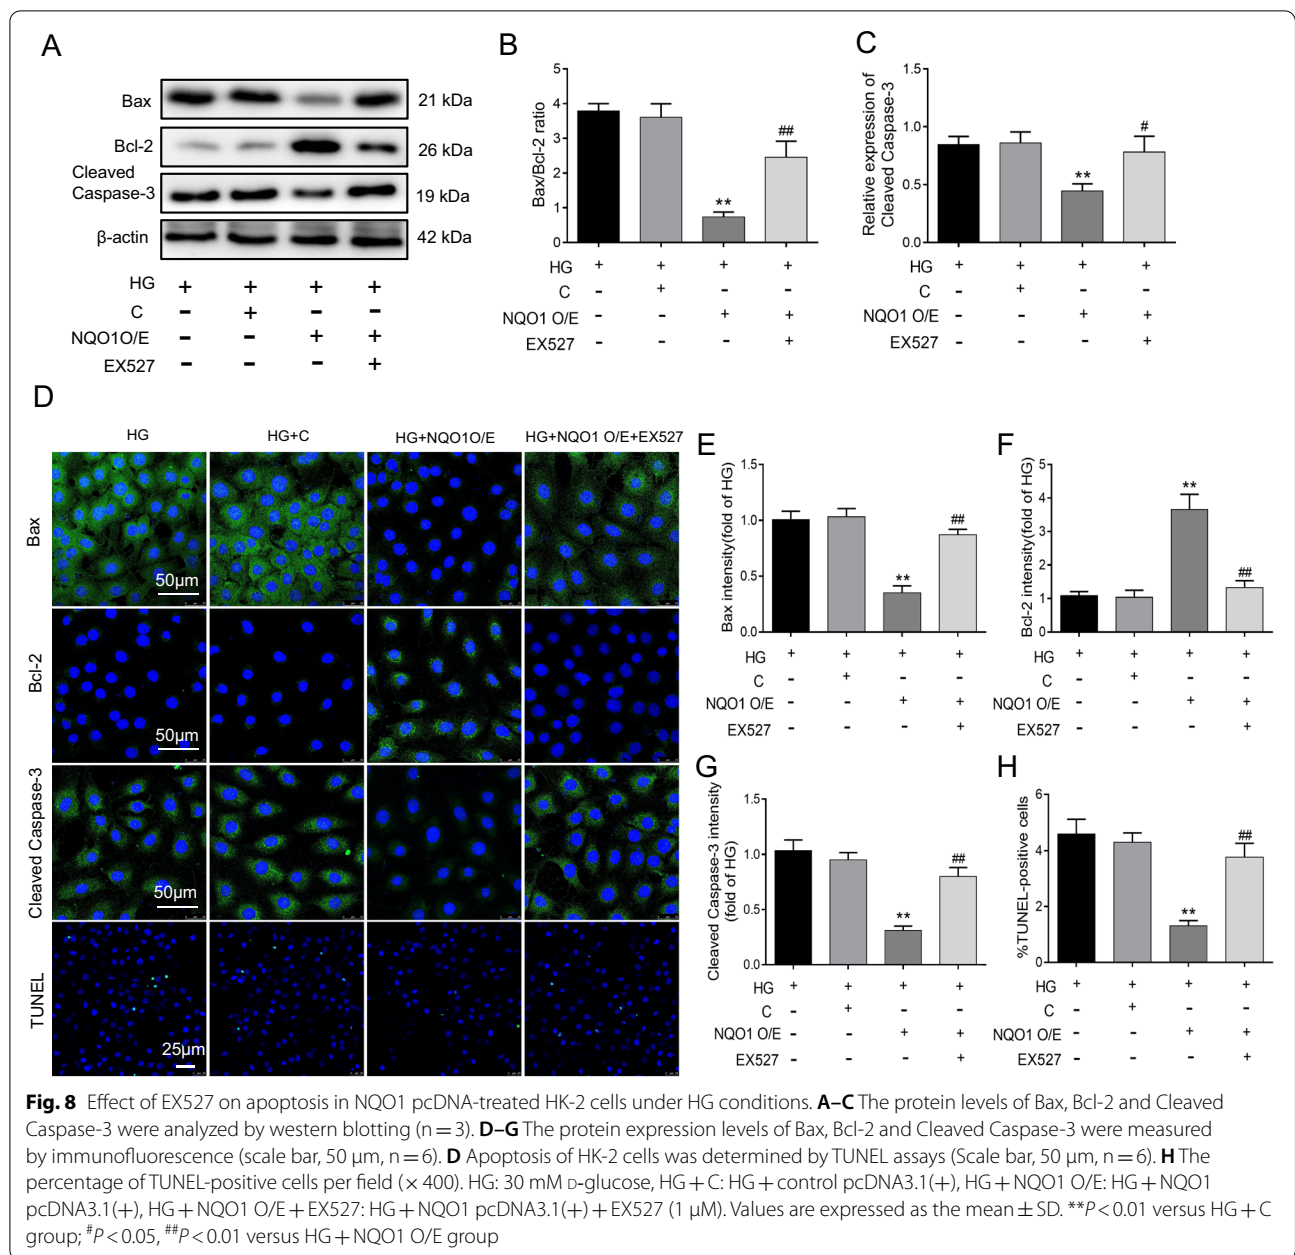 A
Bax
21 kDa
Bcl-2
26 kDa
Cleaved
Caspase-3
19 kDa
β-actin
42 kDa
HG + + + +
C - + - -
NQO1O/E - - + +
EX527 - - - +
B
Bax/Bcl-2 ratio
5
4
3
2
1
0
**
##
HG + + + +
C - + - -
NQO1 O/E - - + +
EX527 - - - +
C
Relative expression of
Cleaved Caspase-3
1.5
1.0
0.5
0.0
**
#
HG + + + +
C - + - -
NQO1 O/E - - + +
EX527 - - - +
D
HG HG+C HG+NQO1O/E HG+NQO1 O/E+EX527
Bax
50μm
Bcl-2
50μm
Cleaved Caspase-3
50μm
TUNEL
25μm
E
Bax intensity(fold of HG)
1.5
1.0
0.5
0.0
**
##
HG + + + +
C - + - -
NQO1 O/E - - + +
EX527 - - - +
F
Bcl-2 intensity(fold of HG)
5
4
3
2
1
0
**
##
HG + + + +
C - + - -
NQO1 O/E - - + +
EX527 - - - +
G
Cleaved Caspase-3 intensity
(fold of HG)
1.5
1.0
0.5
0.0
**
##
HG + + + +
C - + - -
NQO1 O/E - - + +
EX527 - - - +
H
%TUNEL-positive cells
6
4
2
0
**
##
HG + + + +
C - + - -
NQO1 O/E - - + +
EX527 - - - +
Fig. 8 Effect of EX527 on apoptosis in NQO1 pcDNA-treated HK-2 cells under HG conditions. A–C The protein levels of Bax, Bcl-2 and Cleaved
Caspase-3 were analyzed by western blotting (n = 3). D–G The protein expression levels of Bax, Bcl-2 and Cleaved Caspase-3 were measured
by immunofluorescence (scale bar, 50 μm, n = 6). D Apoptosis of HK-2 cells was determined by TUNEL assays (Scale bar, 50 μm, n = 6). H The
percentage of TUNEL-positive cells per field (× 400). HG: 30 mM D-glucose, HG + C: HG + control pcDNA3.1(+), HG + NQO1 O/E: HG + NQO1
pcDNA3.1(+), HG + NQO1 O/E + EX527: HG + NQO1 pcDNA3.1(+) + EX527 (1 μM). Values are expressed as the mean ± SD. **P < 0.01 versus HG + C
group; #P < 0.05, ##P < 0.01 versus HG + NQO1 O/E group